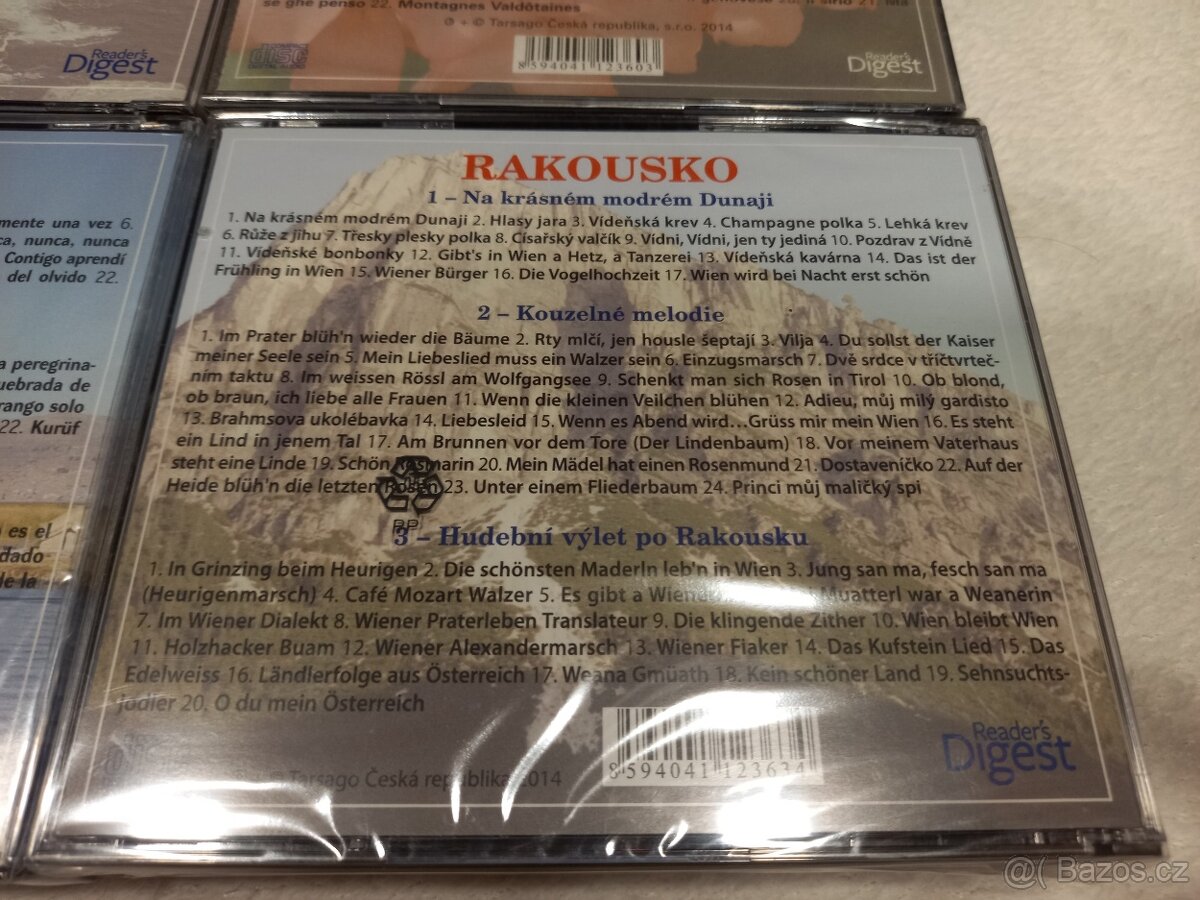 se gne penso 22. Montagnes Valdôtaines
℗ + © Tarsago Česká republika, s.r.o. 2014
disc
8 594041 123603
Reader's
Digest
Reader's
Digest
mente una vez 6.
ca, nunca, nunca
Contigo aprendí
del olvido 22.
a peregrina-
uebrada de
rango solo
22. Kurüf
o es el
dado
de la
RAKOUSKO
1 – Na krásném modrém Dunaji
1. Na krásném modrém Dunaji 2. Hlasy jara 3. Vídeňská krev 4. Champagne polka 5. Lehká krev
6. Růže z jihu 7. Třesky plesky polka 8. Císařský valčík 9. Vídni, Vídni, jen ty jediná 10. Pozdrav z Vídně
11. Vídeňské bonbonky 12. Gibt's in Wien a Hetz, a Tanzerei 13. Vídeňská kavárna 14. Das ist der
Frühling in Wien 15. Wiener Bürger 16. Die Vogelhochzeit 17. Wien wird bei Nacht erst schön
2 – Kouzelné melodie
1. Im Prater blüh'n wieder die Bäume 2. Rty mlčí, jen housle šeptají 3. Vilja 4. Du sollst der Kaiser
meiner Seele sein 5. Mein Liebeslied muss ein Walzer sein 6. Einzugsmarsch 7. Dvě srdce v tříčtvrteč-
ním taktu 8. Im weissen Rössl am Wolfgangsee 9. Schenkt man sich Rosen in Tirol 10. Ob blond,
ob braun, ich liebe alle Frauen 11. Wenn die kleinen Veilchen blühen 12. Adieu, můj milý gardisto
13. Brahmsova ukolébavka 14. Liebesleid 15. Wenn es Abend wird...Grüss mir mein Wien 16. Es steht
ein Lind in jenem Tal 17. Am Brunnen vor dem Tore (Der Lindenbaum) 18. Vor meinem Vaterhaus
steht eine Linde 19. Schön Rosmarin 20. Mein Mädel hat einen Rosenmund 21. Dostaveníčko 22. Auf der
Heide blüh'n die letzten Rosen 23. Unter einem Fliederbaum 24. Princi můj maličký spi
PP
3 – Hudební výlet po Rakousku
1. In Grinzing beim Heurigen 2. Die schönsten Maderln leb'n in Wien 3. Jung san ma, fesch san ma
(Heurigenmarsch) 4. Café Mozart Walzer 5. Es gibt a Wiener Muatterl war a Weanerin
7. Im Wiener Dialekt 8. Wiener Praterleben Translateur 9. Die klingende Zither 10. Wien bleibt Wien
11. Holzhacker Buam 12. Wiener Alexandermarsch 13. Wiener Fiaker 14. Das Kufstein Lied 15. Das
Edelweiss 16. Ländlerfolge aus Österreich 17. Weana Gmüath 18. Kein schöner Land 19. Sehnsuchts-
jodler 20. O du mein Österreich
© Tarsago Česká republika 2014
8 594041 123634
Reader's
Digest
@( Bazos.cz